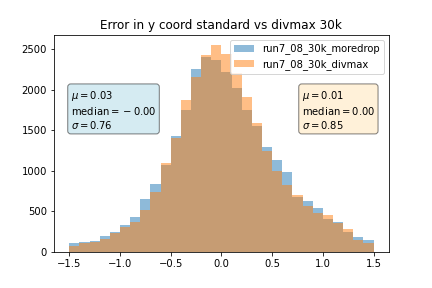 Error in y coord standard vs divmax 30k
run7_08_30k_moredrop
run7_08_30k_divmax
μ = 0.03
median = −0.00
σ = 0.76
μ = 0.01
median = 0.00
σ = 0.85
2500
2000
1500
1000
500
0
−1.5 −1.0 −0.5 0.0 0.5 1.0 1.5